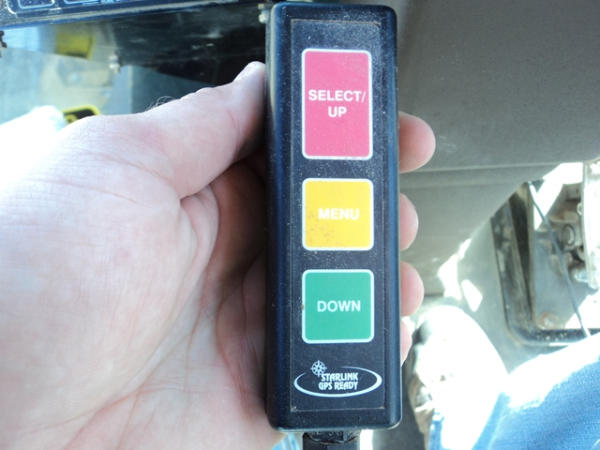 SELECT/
UP
MENU
DOWN
STARLINK
GPS READY